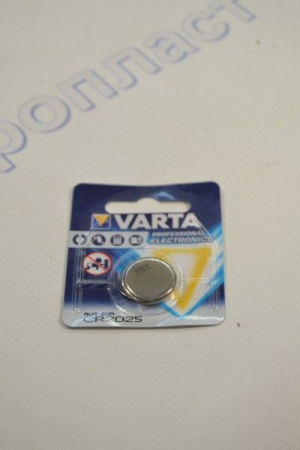 ропласт
VARTA
PROFESSIONAL
ELECTRONICS
CR2025